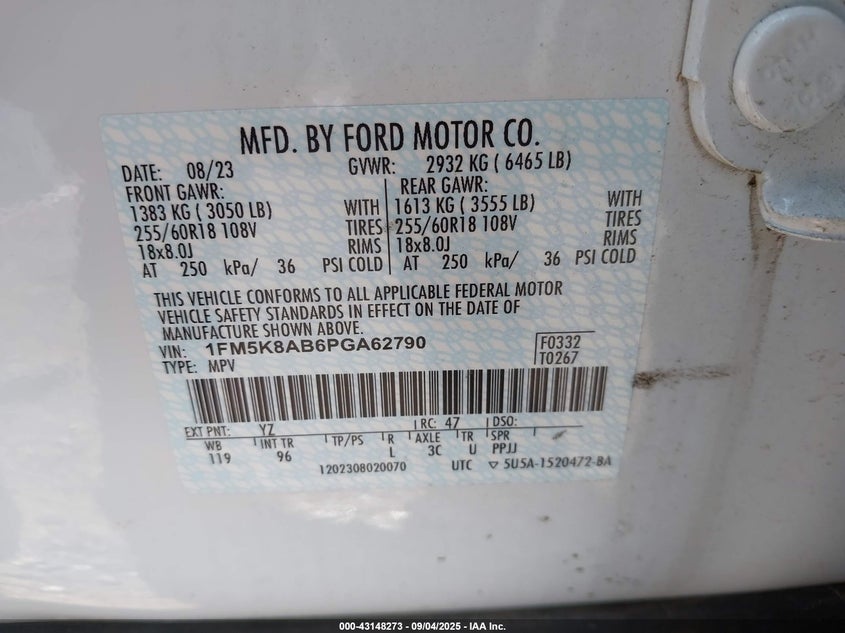 MFD. BY FORD MOTOR CO.
DATE: 08/23 GVWR: 2932 KG ( 6465 LB)
FRONT GAWR: REAR GAWR:
1383 KG ( 3050 LB) WITH 1613 KG ( 3555 LB) WITH
255/60R18 108V TIRES 255/60R18 108V TIRES
18x8.0J RIMS 18x8.0J RIMS
AT 250 kPa/ 36 PSI COLD AT 250 kPa/ 36 PSI COLD
THIS VEHICLE CONFORMS TO ALL APPLICABLE FEDERAL MOTOR
VEHICLE SAFETY STANDARDS IN EFFECT ON THE DATE OF
MANUFACTURE SHOWN ABOVE.
VIN: 1FM5K8AB6PGA62790 F0332
TYPE: MPV T0267
EXT PNT: YZ RC: 47 DSO:
WB INT TR TP/PS R AXLE TR SPR
119 96 L 3C U PPJJ
1202308020070 UTC ▽ 5U5A-1520472-BA
000-43148273 - 09/04/2025 - IAA Inc.